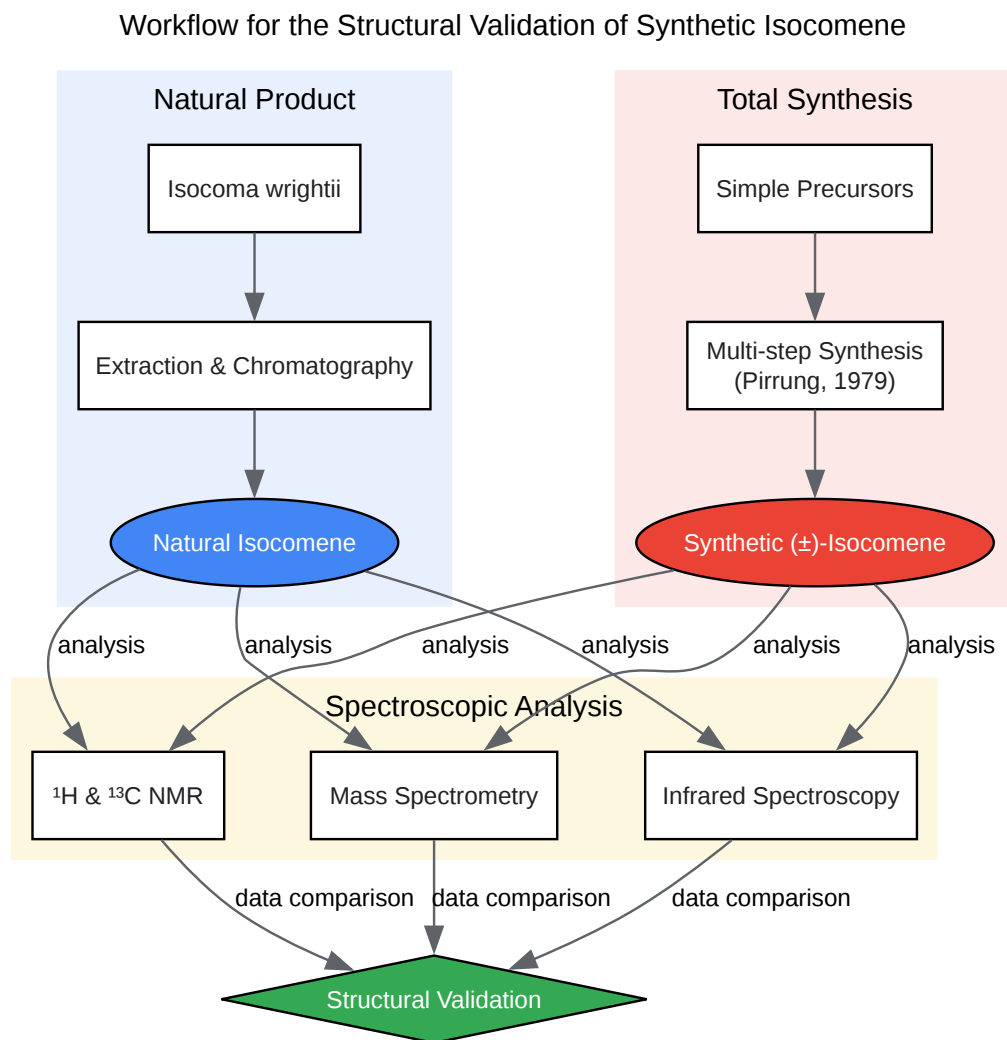 Workflow for the Structural Validation of Synthetic Isocomene
Natural Product
Total Synthesis
Isocoma wrightii
Simple Precursors
Extraction & Chromatography
Multi-step Synthesis
(Pirrung, 1979)
Natural Isocomene
Synthetic (±)-Isocomene
analysis
analysis
analysis
analysis
analysis
analysis
Spectroscopic Analysis
¹H & ¹³C NMR
Mass Spectrometry
Infrared Spectroscopy
data comparison
data comparison
data comparison
Structural Validation